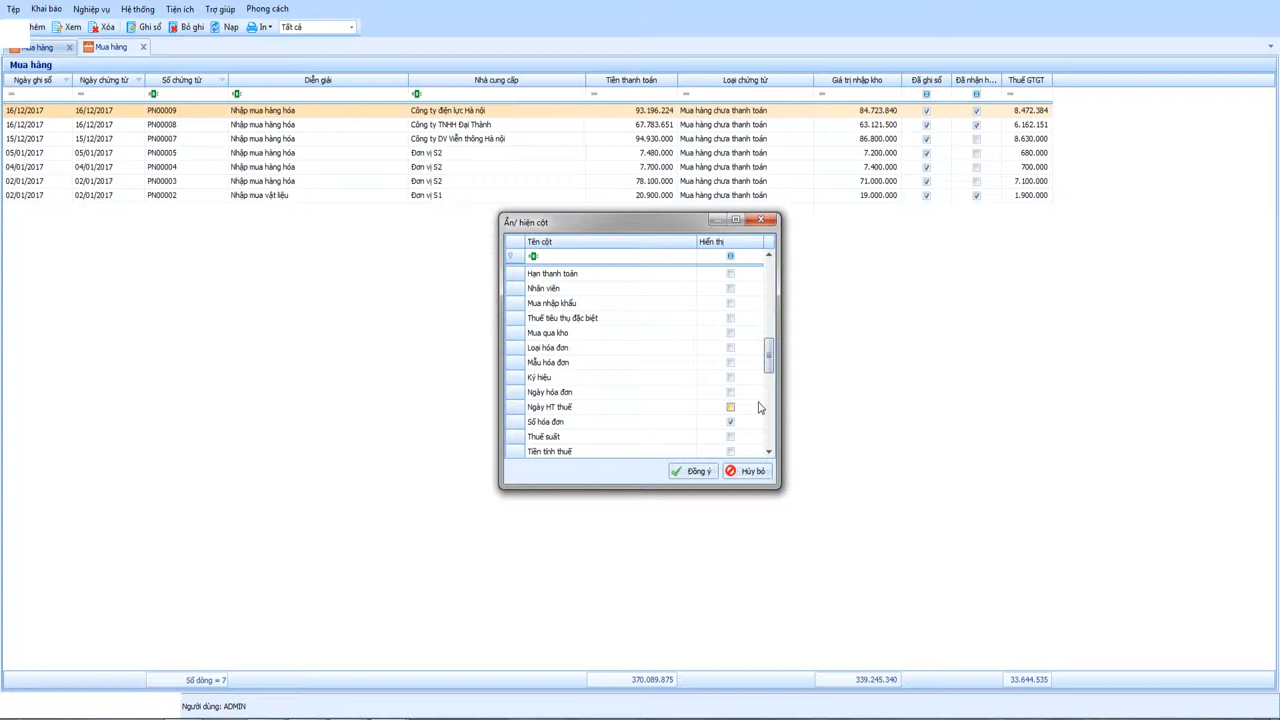 Tệp Khai báo Nghiệp vụ Hệ thống Tiện ích Trợ giúp Phong cách
hêm Xem Xóa Ghi sổ Bỏ ghi Nạp In Tất cả
Mua hàng Mua hàng
Mua hàng
Ngày ghi sổ Ngày chứng từ Số chứng từ Diễn giải Nhà cung cấp Tiền thanh toán Loại chứng từ Giá trị nhập kho Đã ghi sổ Đã nhận h... Thuế GTGT
16/12/2017 16/12/2017 PN00009 Nhập mua hàng hóa Công ty điện lực Hà nội 93.196.224 Mua hàng chưa thanh toán 84.723.840 8.472.384
16/12/2017 16/12/2017 PN00008 Nhập mua hàng hóa Công ty TNHH Đại Thành 67.783.651 Mua hàng chưa thanh toán 63.121.500 6.162.151
15/12/2017 15/12/2017 PN00007 Nhập mua hàng hóa Công ty DV Viễn thông Hà nội 94.930.000 Mua hàng chưa thanh toán 86.800.000 8.630.000
05/01/2017 05/01/2017 PN00005 Nhập mua hàng hóa Đơn vị S2 7.480.000 Mua hàng chưa thanh toán 7.200.000 680.000
04/01/2017 04/01/2017 PN00004 Nhập mua hàng hóa Đơn vị S2 7.700.000 Mua hàng chưa thanh toán 7.400.000 700.000
02/01/2017 02/01/2017 PN00003 Nhập mua hàng hóa Đơn vị S2 78.100.000 Mua hàng chưa thanh toán 71.000.000 7.100.000
02/01/2017 02/01/2017 PN00002 Nhập mua vật liệu Đơn vị S1 20.900.000 Mua hàng chưa thanh toán 19.000.000 1.900.000
Ẩn/ hiện cột
Tên cột Hiển thị
Hạn thanh toán
Nhân viên
Mua nhập khẩu
Thuế tiêu thụ đặc biệt
Mua qua kho
Loại hóa đơn
Mẫu hóa đơn
Ký hiệu
Ngày hóa đơn
Ngày HT thuế
Số hóa đơn
Thuế suất
Tiền tính thuế
Đồng ý Hủy bỏ
Số dòng = 7 370.089.875 339.245.340 33.644.535
Người dùng: ADMIN